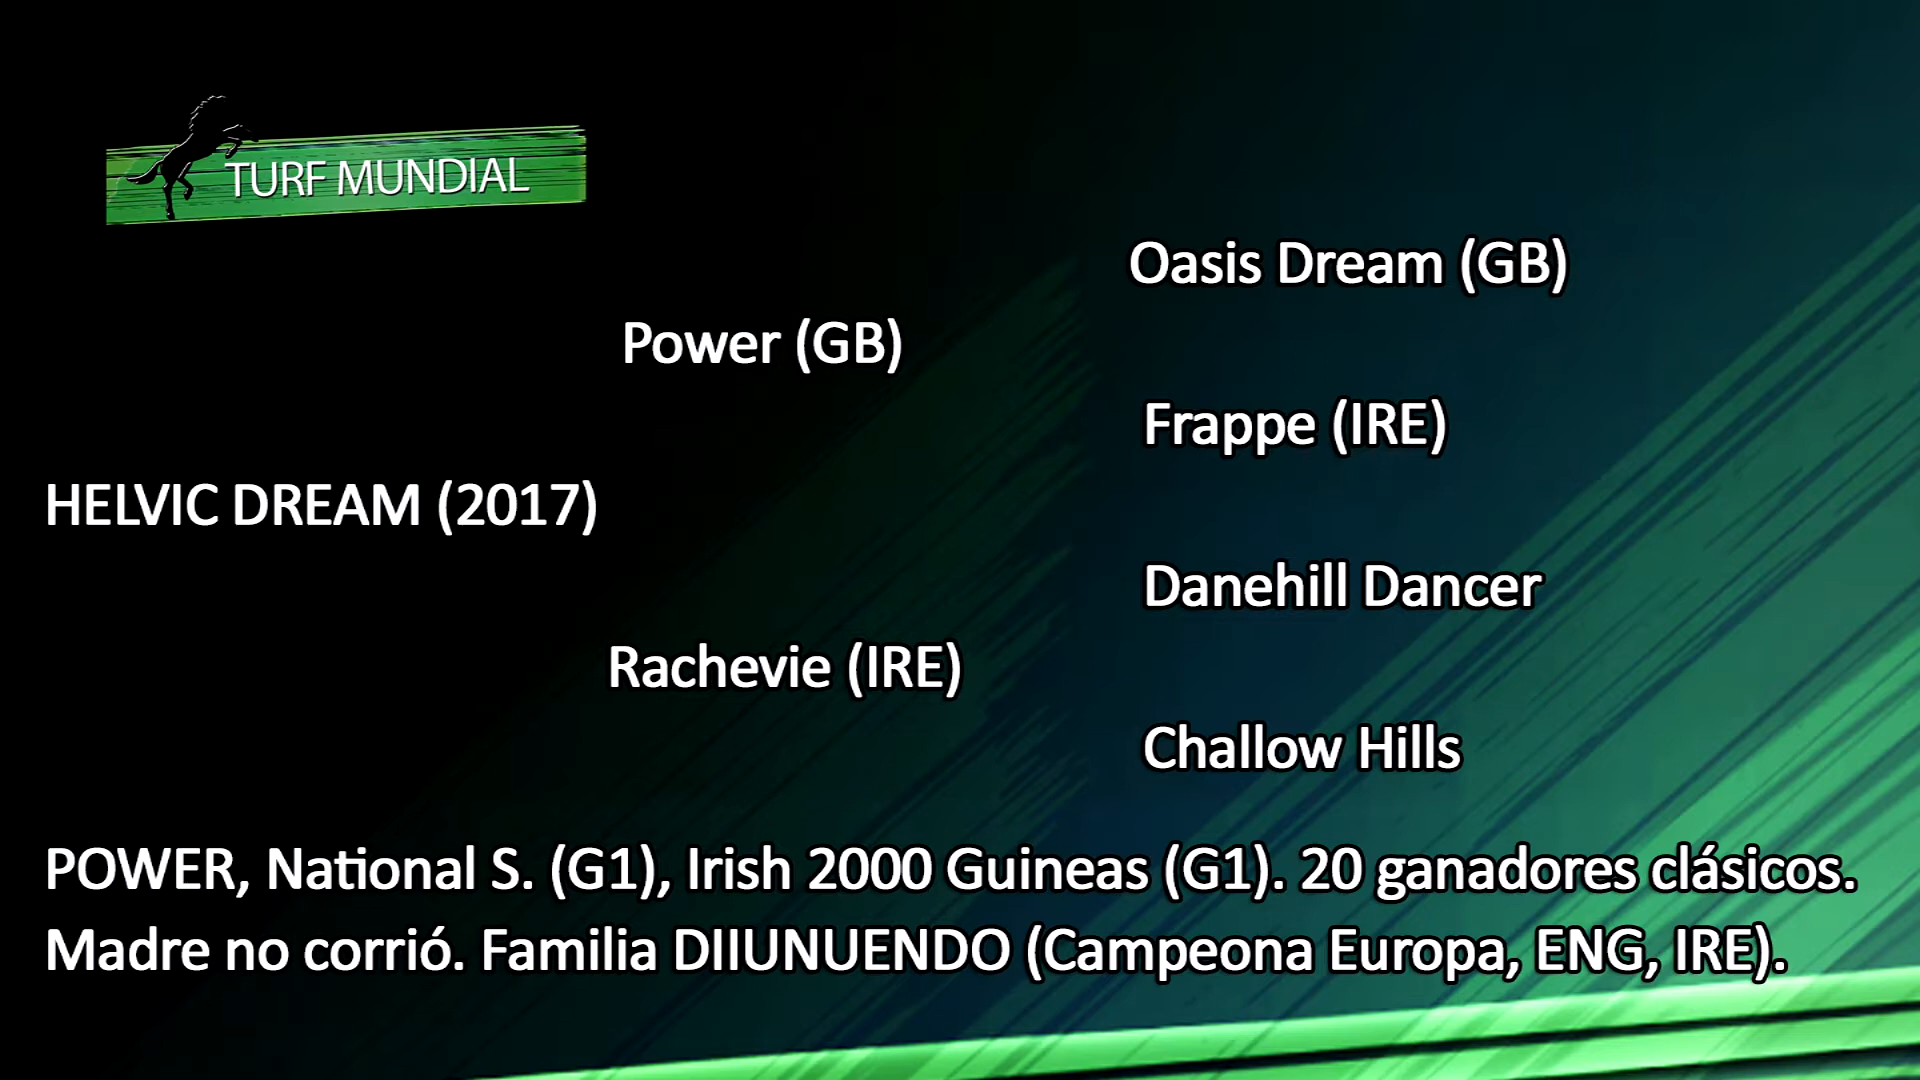 TURF MUNDIAL
Oasis Dream (GB)
Power (GB)
Frappe (IRE)
HELVIC DREAM (2017)
Danehill Dancer
Rachevie (IRE)
Challow Hills
POWER, National S. (G1), Irish 2000 Guineas (G1). 20 ganadores clásicos.
Madre no corrió. Familia DIIUNUENDO (Campeona Europa, ENG, IRE).